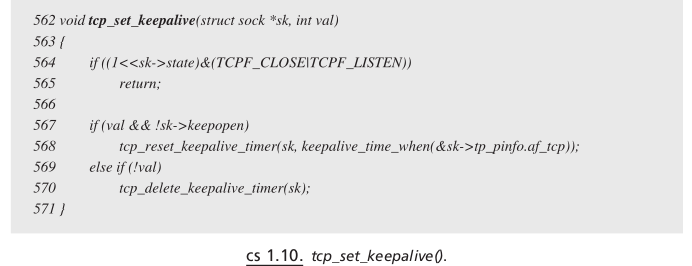 562 void tcp_set_keepalive(struct sock *sk, int val)
563 {
564 if ((1<<sk->state)&(TCPF_CLOSE|TCPF_LISTEN))
565 return;
566
567 if (val && !sk->keepopen)
568 tcp_reset_keepalive_timer(sk, keepalive_time_when(&sk->tp_pinfo.af_tcp));
569 else if (!val)
570 tcp_delete_keepalive_timer(sk);
571 }
cs 1.10. tcp_set_keepalive().